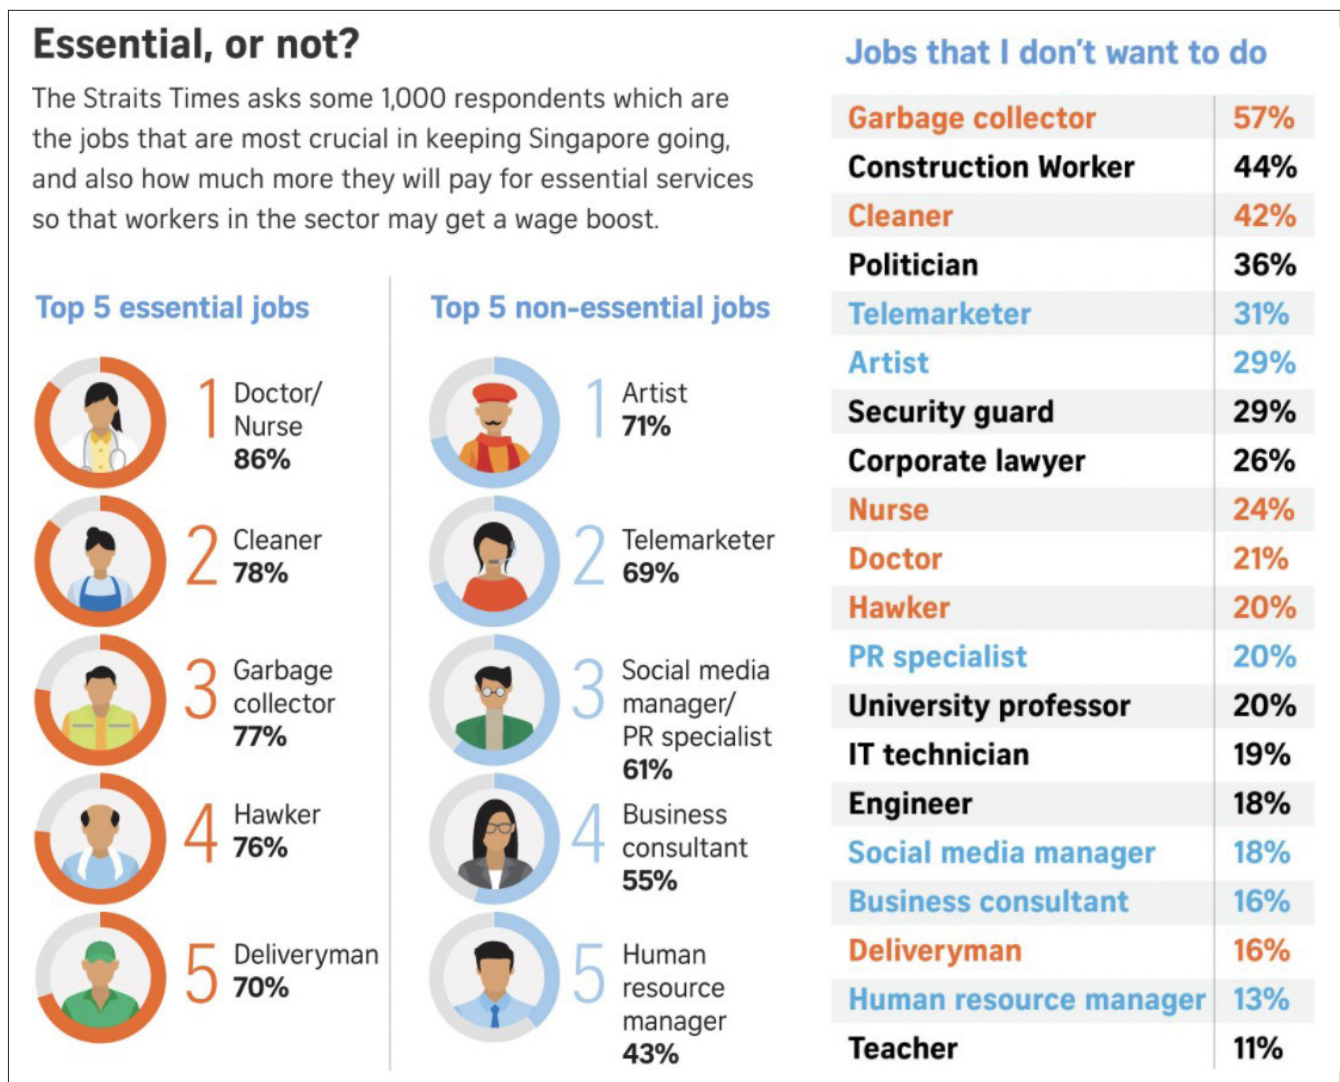 Essential, or not?
The Straits Times asks some 1,000 respondents which are
the jobs that are most crucial in keeping Singapore going,
and also how much more they will pay for essential services
so that workers in the sector may get a wage boost.
Top 5 essential jobs
1 Doctor/
Nurse
86%
2 Cleaner
78%
3 Garbage
collector
77%
4 Hawker
76%
5 Deliveryman
70%
Top 5 non-essential jobs
1 Artist
71%
2 Telemarketer
69%
3 Social media
manager/
PR specialist
61%
4 Business
consultant
55%
5 Human
resource
manager
43%
Jobs that I don't want to do
Garbage collector 57%
Construction Worker 44%
Cleaner 42%
Politician 36%
Telemarketer 31%
Artist 29%
Security guard 29%
Corporate lawyer 26%
Nurse 24%
Doctor 21%
Hawker 20%
PR specialist 20%
University professor 20%
IT technician 19%
Engineer 18%
Social media manager 18%
Business consultant 16%
Deliveryman 16%
Human resource manager 13%
Teacher 11%